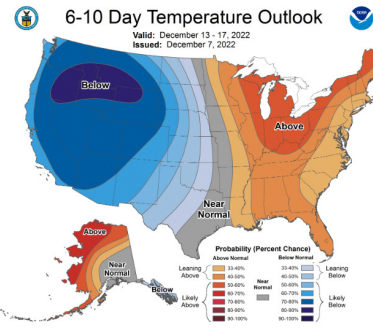 6-10 Day Temperature Outlook
Valid: December 13 - 17, 2022
Issued: December 7, 2022
Below
Above
Near
Normal
Above
Near
Normal
Below
Probability (Percent Chance)
Above Normal
Below Normal
Leaning
Above
33-40%
40-50%
50-60%
60-70%
70-80%
80-90%
90-100%
Likely
Above
Near
Normal
33-40%
40-50%
50-60%
60-70%
70-80%
80-90%
90-100%
Leaning
Below
Likely
Below